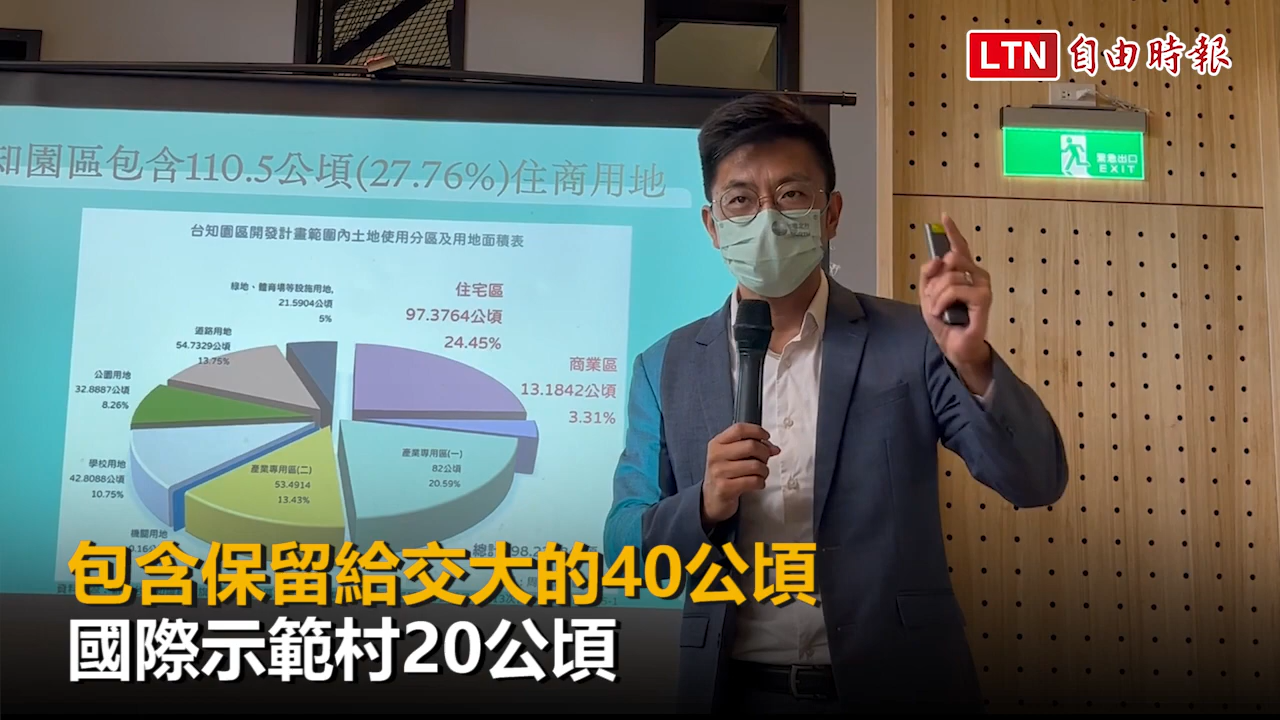 LTN 自由時報
緊急出口
EXIT
知園區包含110.5公頃(27.76%)住商用地
台知園區開發計畫範圍內土地使用分區及用地面積表
綠地、體育場等設施用地,
21.5904公頃
5%
住宅區
97.3764公頃
24.45%
道路用地
54.7329公頃
13.75%
商業區
13.1842公頃
3.31%
公園用地
32.8887公頃
8.26%
產業專用區(一)
82公頃
20.59%
學校用地
42.8088公頃
10.75%
產業專用區(二)
53.4914
13.43%
機關用地
包含保留給交大的40公頃
國際示範村20公頃